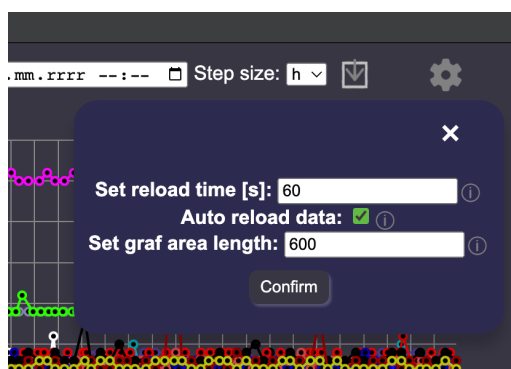 .mm.rrrr --:-- Step size: h
Set reload time [s]: 60
Auto reload data:
Set graf area length: 600
Confirm